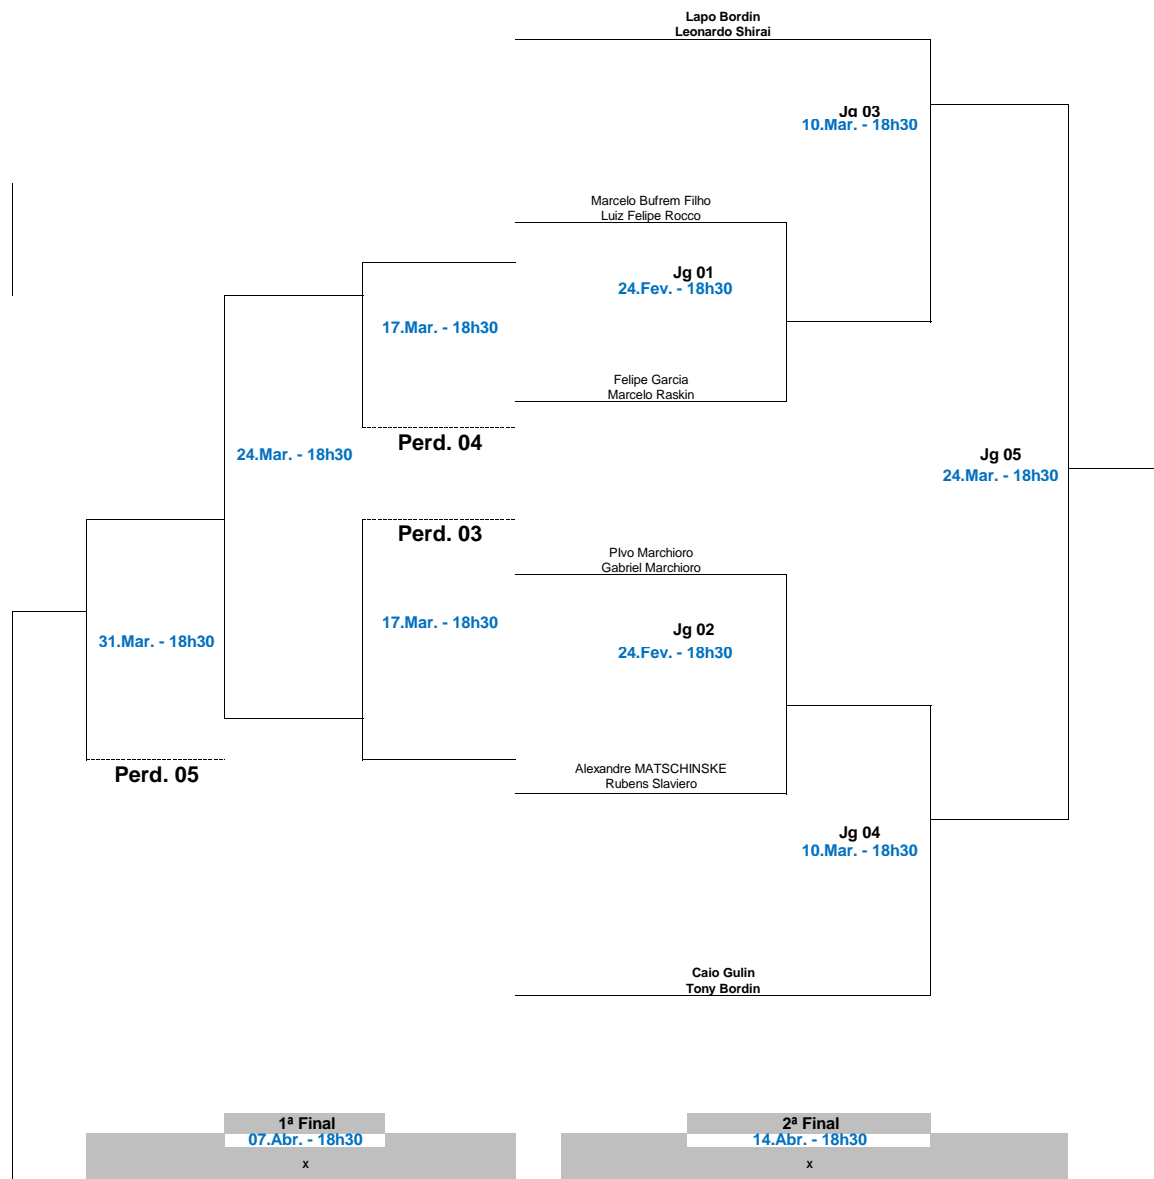 Lapo Bordin
Leonardo Shirai
Jg 03
10.Mar. - 18h30
Marcelo Bufrem Filho
Luiz Felipe Rocco
Jg 01
24.Fev. - 18h30
17.Mar. - 18h30
Felipe Garcia
Marcelo Raskin
Perd. 04
24.Mar. - 18h30
Jg 05
24.Mar. - 18h30
Perd. 03
Plvo Marchioro
Gabriel Marchioro
17.Mar. - 18h30
Jg 02
24.Fev. - 18h30
31.Mar. - 18h30
Perd. 05
Alexandre MATSCHINSKE
Rubens Slaviero
Jg 04
10.Mar. - 18h30
Caio Gulin
Tony Bordin
1ª Final
07.Abr. - 18h30
x
2ª Final
14.Abr. - 18h30
x